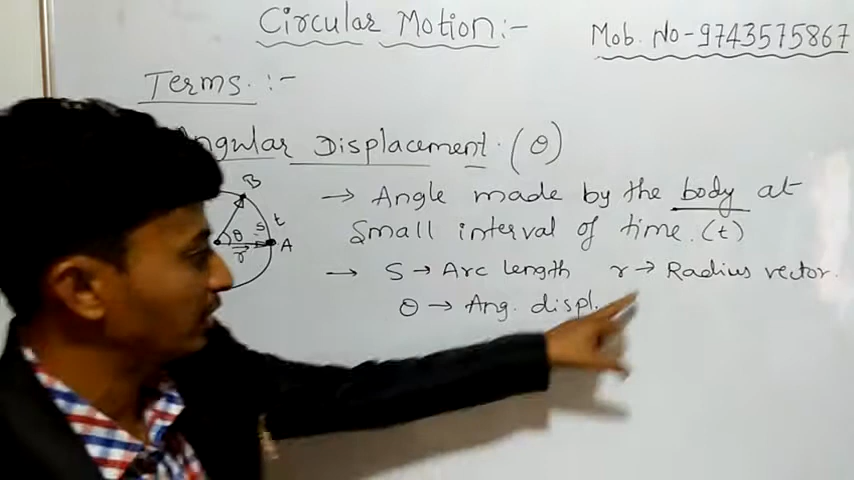 Circular Motion :-
Mob. No - 9743575867
Terms. :-
Angular Displacement. (θ)
B
→ Angle made by the body at
t
θ
S
small interval of time. (t)
r
A
→ S → Arc length r → Radius vector.
θ → Ang. displ.